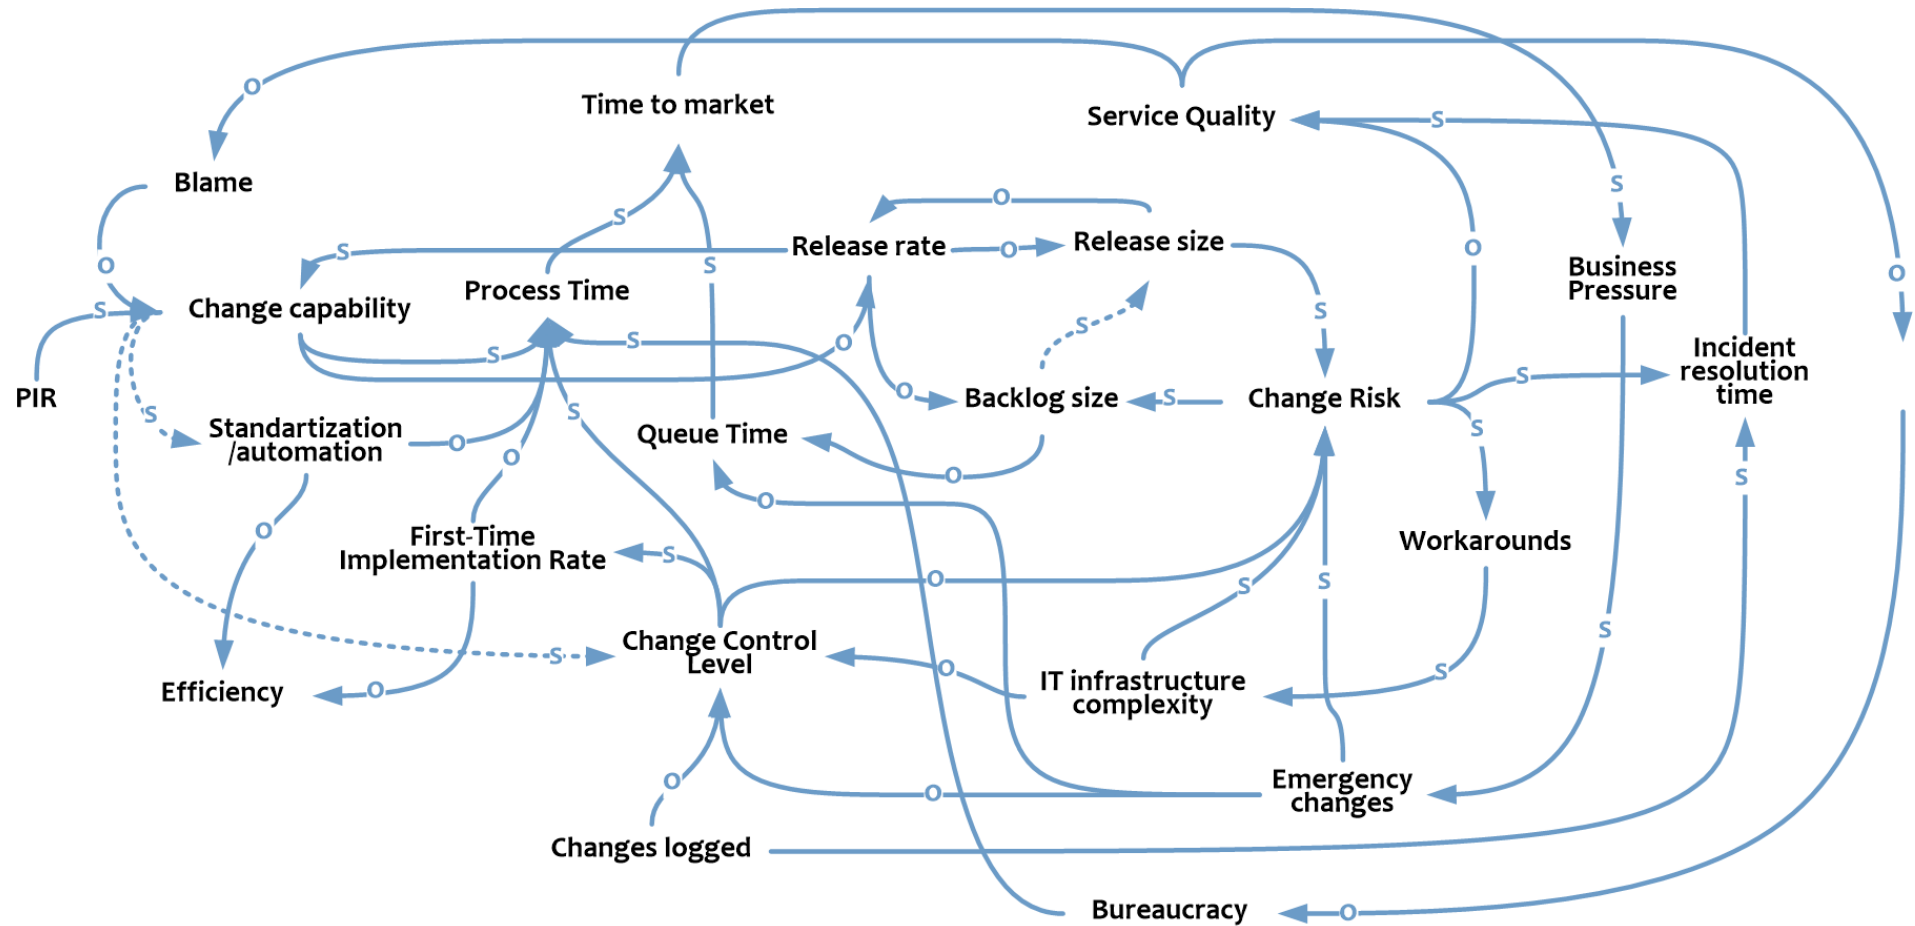 O
Time to market
Service Quality
S
Blame
S
O
Release rate
O
Release size
S
S
O
O
S
O
Business
Pressure
O
Process Time
S
PIR
S
Change capability
S
S
O
S
S
Incident
resolution
time
S
O
Backlog size
S
Change Risk
S
S
Standartization
/automation
O
O
S
Queue Time
S
O
O
O
S
First-Time
Implementation Rate
S
Workarounds
O
S
S
S
S
Change Control
Level
O
IT infrastructure
complexity
S
Efficiency
O
O
O
Emergency
changes
Changes logged
Bureaucracy
O